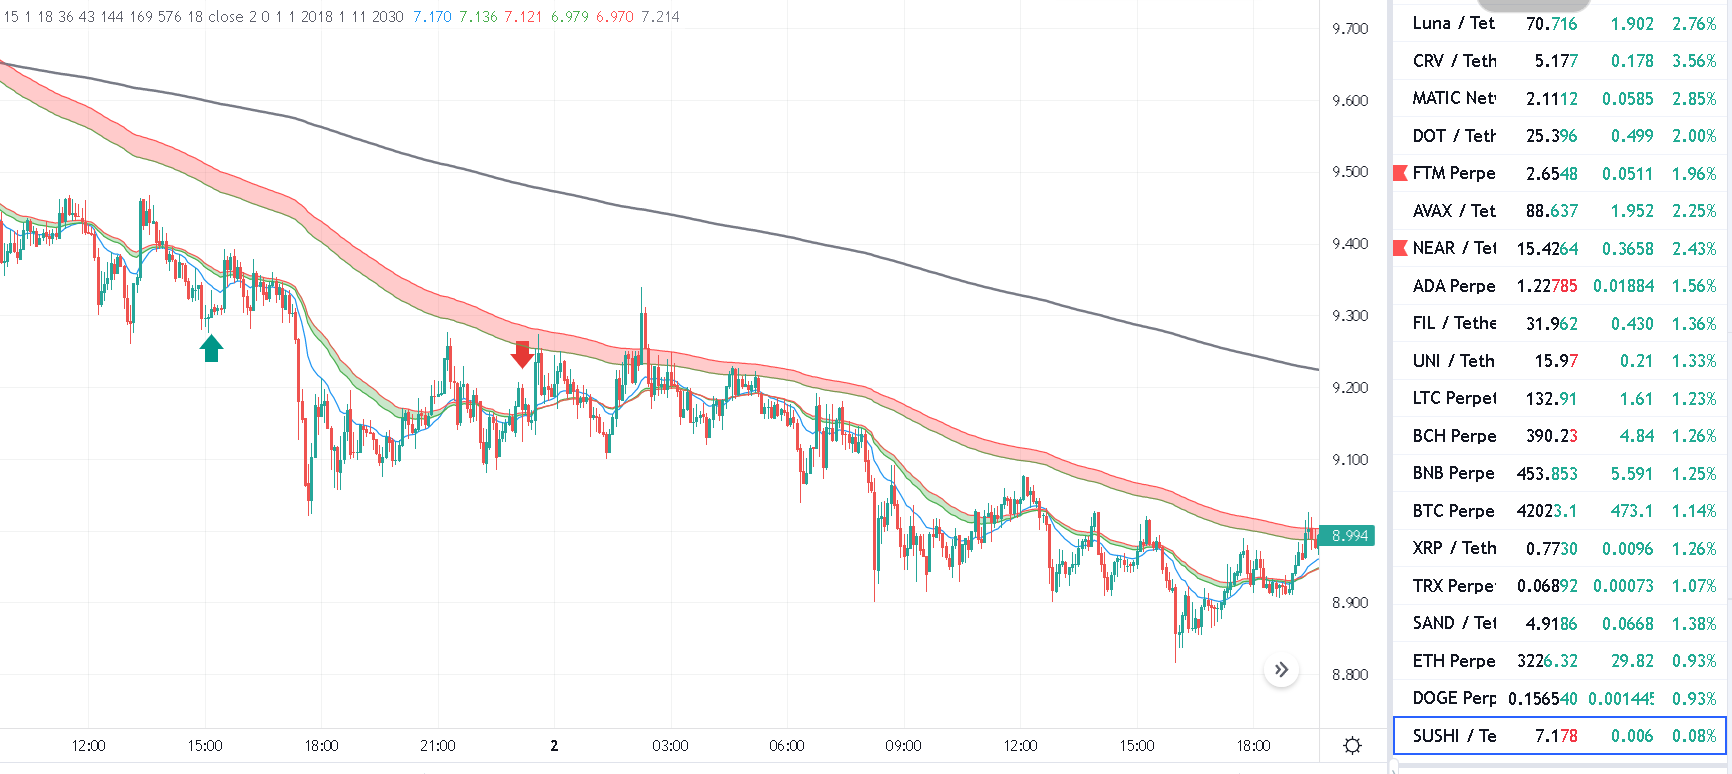 15 1 18 36 43 144 169 576 18 close 2 0 1 1 2018 1 11 2030 7.170 7.136 7.121 6.979 6.970 7.214
9.700
9.600
9.500
9.400
9.300
9.200
9.100
8.994
8.900
8.800
12:00 15:00 18:00 21:00 2 03:00 06:00 09:00 12:00 15:00 18:00
Luna / Tet 70.716 1.902 2.76%
CRV / Teth 5.177 0.178 3.56%
MATIC Net 2.1112 0.0585 2.85%
DOT / Teth 25.396 0.499 2.00%
FTM Perpe 2.6548 0.0511 1.96%
AVAX / Tet 88.637 1.952 2.25%
NEAR / Tet 15.4264 0.3658 2.43%
ADA Perpe 1.22785 0.01884 1.56%
FIL / Tethe 31.962 0.430 1.36%
UNI / Teth 15.97 0.21 1.33%
LTC Perpet 132.91 1.61 1.23%
BCH Perpe 390.23 4.84 1.26%
BNB Perpe 453.853 5.591 1.25%
BTC Perpe 42023.1 473.1 1.14%
XRP / Teth 0.7730 0.0096 1.26%
TRX Perpet 0.06892 0.00073 1.07%
SAND / Tet 4.9186 0.0668 1.38%
ETH Perpe 3226.32 29.82 0.93%
DOGE Perp 0.156540 0.001445 0.93%
SUSHI / Te 7.178 0.006 0.08%